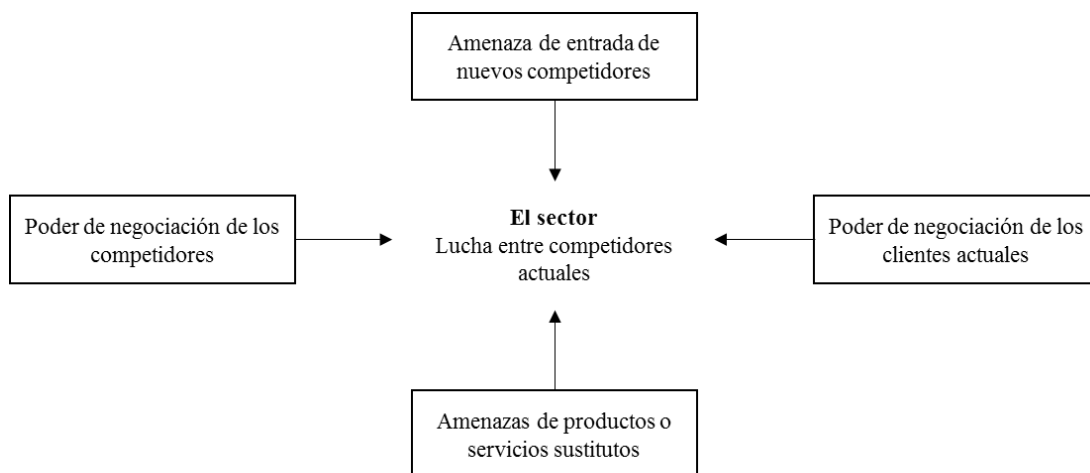 Amenaza de entrada de
nuevos competidores
Poder de negociación de los
competidores
El sector
Lucha entre competidores
actuales
Poder de negociación de los
clientes actuales
Amenazas de productos o
servicios sustitutos